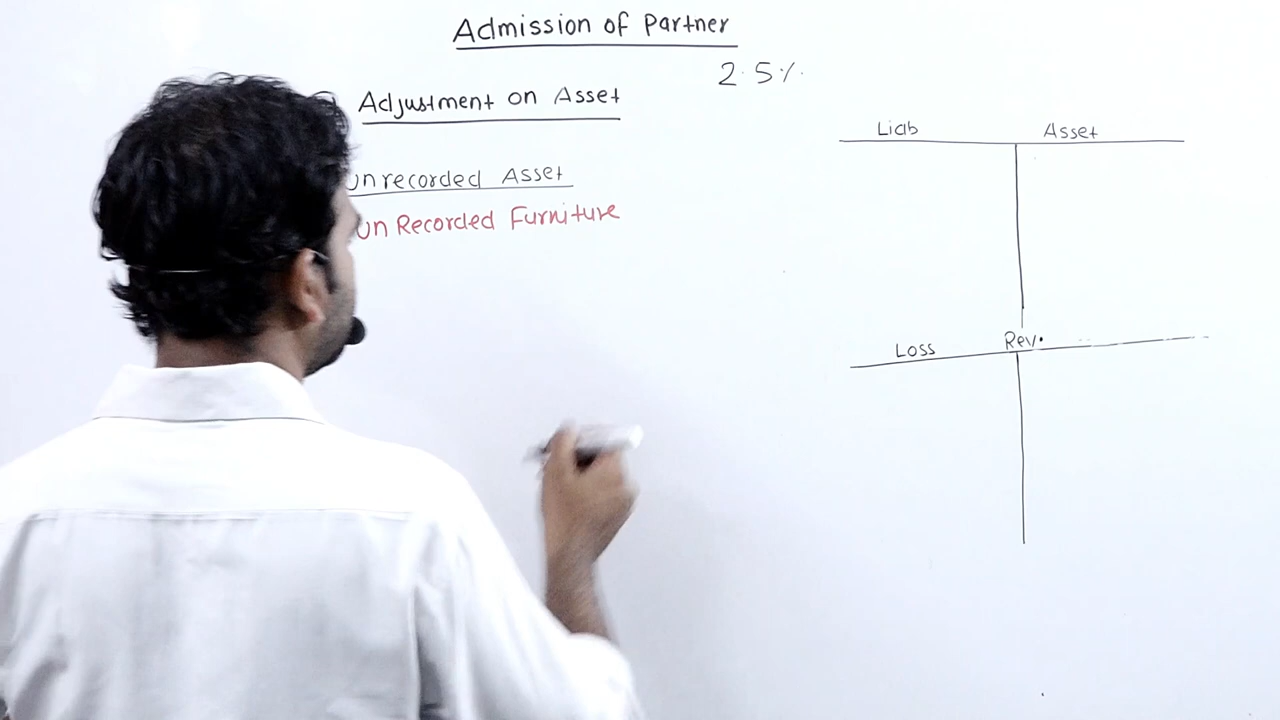 Admission of Partner
2.5%
Adjustment on Asset
unrecorded Asset
un Recorded Furniture
Liab Asset
Loss Rev.